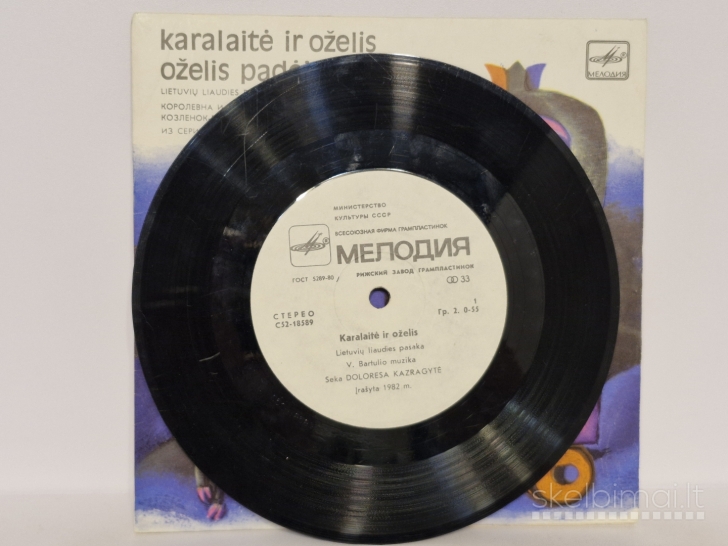 karalaitė ir oželis
oželis
LIETUVIŲ LIAUDIES
КОРОЛЕВНА И
КОЗЛЕНОК
ИЗ
МЕЛОДИЯ
МИНИСТЕРСТВО
КУЛЬТУРЫ СССР
ВСЕСОЮЗНАЯ ФИРМА ГРАМПЛАСТИНОК
МЕЛОДИЯ
ГОСТ 5289-80
РИЖСКИЙ ЗАВОД ГРАМПЛАСТИНОК
33
СТЕРЕО
С52-18589
1
Гр. 2. 0-55
Karalaitė ir oželis
Lietuvių liaudies pasaka
V. Bartulio muzika
Seka DOLORESA KAZRAGYTĖ
Įrašyta 1982 m.
skelbimai.lt